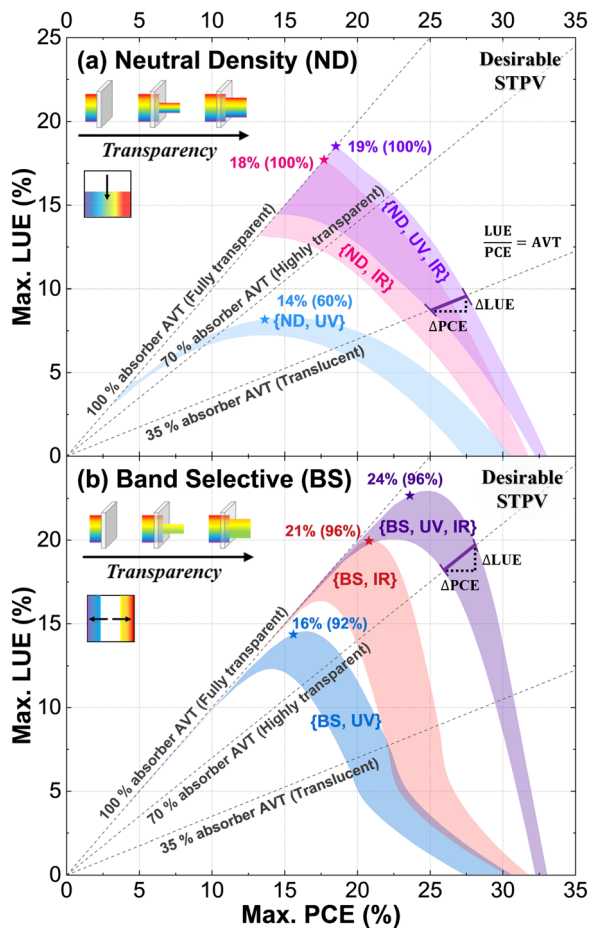 0 5 10 15 20 25 30 35
25
20
15
10
5
0
Max. LUE (%)
(a) Neutral Density (ND)
Desirable
STPV
Transparency
19% (100%)
18% (100%)
{ND, UV, IR}
{ND, IR}
LUE
PCE
= AVT
14% (60%)
{ND, UV}
ΔLUE
ΔPCE
100 % absorber AVT (Fully transparent)
70 % absorber AVT (Highly transparent)
35 % absorber AVT (Translucent)
20
15
10
5
0
Max. LUE (%)
(b) Band Selective (BS)
Desirable
STPV
Transparency
24% (96%)
{BS, UV, IR}
21% (96%)
{BS, IR}
ΔLUE
ΔPCE
16% (92%)
{BS, UV}
100 % absorber AVT (Fully transparent)
70 % absorber AVT (Highly transparent)
35 % absorber AVT (Translucent)
0 5 10 15 20 25 30 35
Max. PCE (%)